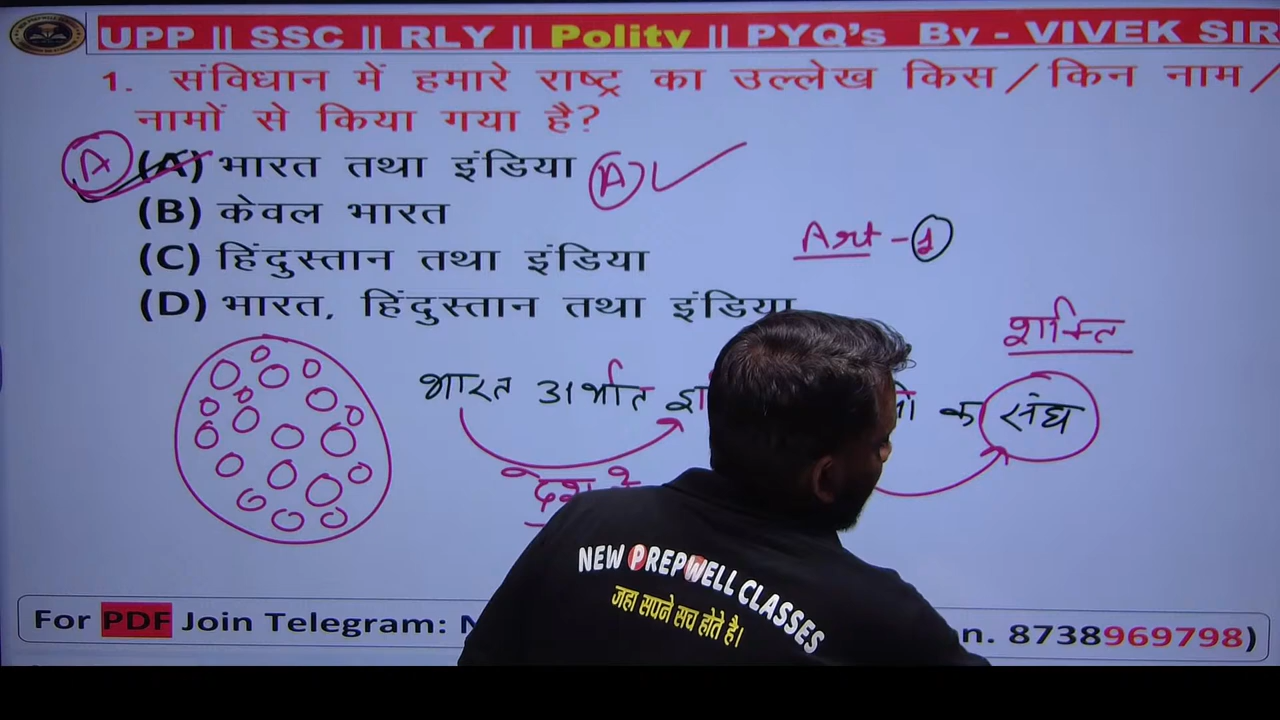 UPP || SSC || RLY || Polity || PYQ's By - VIVEK SIR
1. संविधान में हमारे राष्ट्र का उल्लेख किस/किन नाम/
नामों से किया गया है?
A (A) भारत तथा इंडिया (A)
(B) केवल भारत
Art - 1
(C) हिंदुस्तान तथा इंडिया
(D) भारत, हिंदुस्तान तथा इंडिया
शक्ति
भारत अर्थात का संघ
NEW PREPWELL CLASSES
जहा सपने सच होते है।
For PDF Join Telegram: 8738969798)